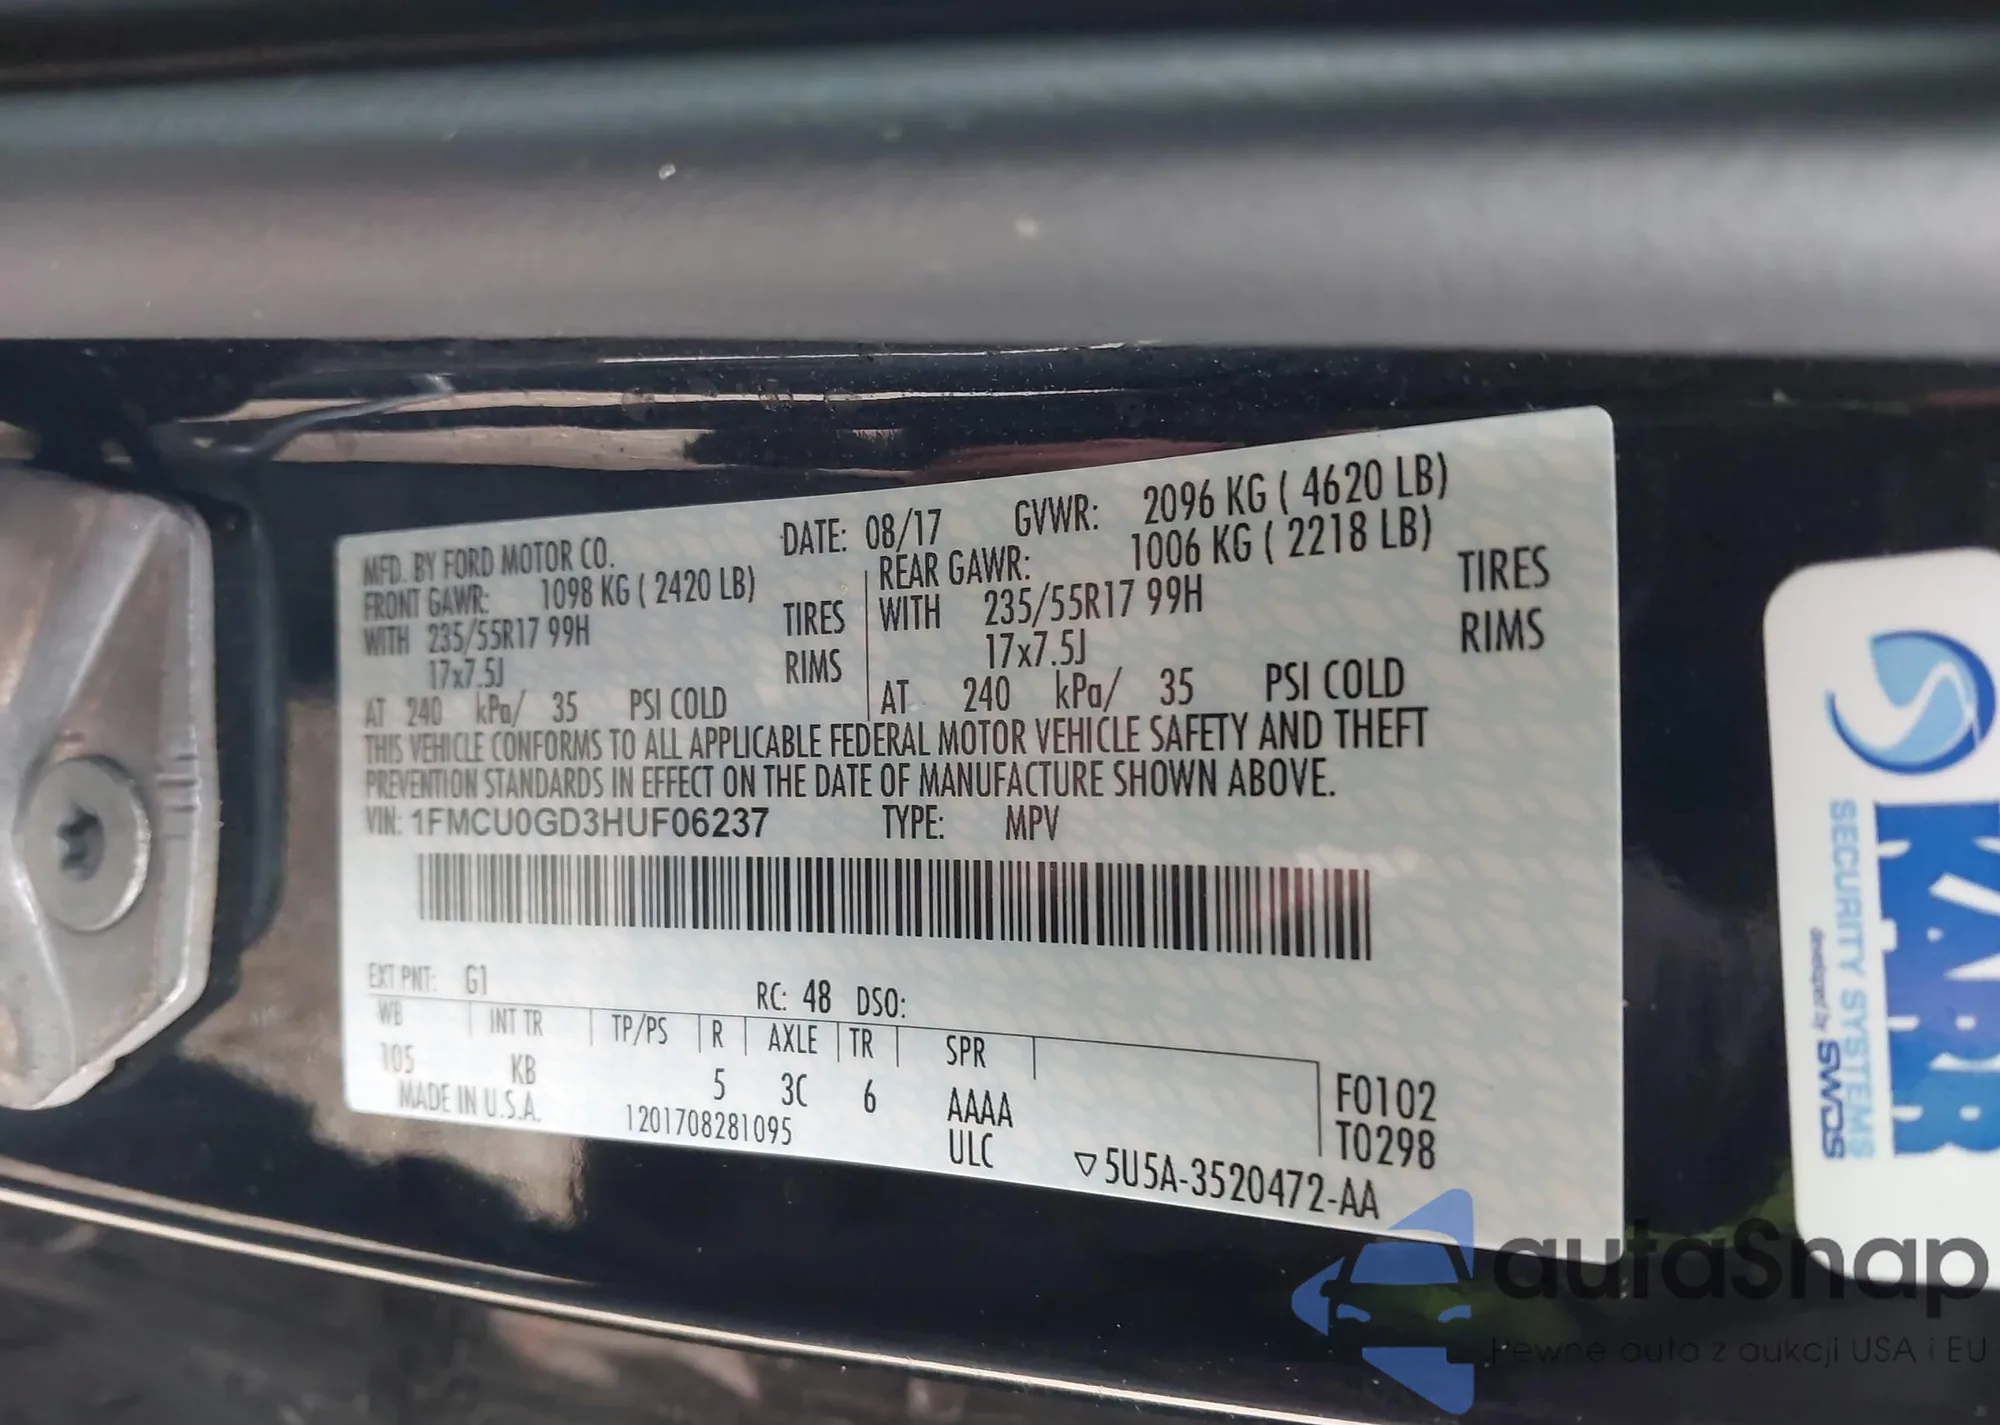 MFD. BY FORD MOTOR CO. DATE: 08/17 GVWR: 2096 KG ( 4620 LB)
FRONT GAWR: 1098 KG ( 2420 LB) REAR GAWR: 1006 KG ( 2218 LB)
WITH 235/55R17 99H TIRES WITH 235/55R17 99H TIRES
17x7.5J RIMS 17x7.5J RIMS
AT 240 kPa/ 35 PSI COLD AT 240 kPa/ 35 PSI COLD
THIS VEHICLE CONFORMS TO ALL APPLICABLE FEDERAL MOTOR VEHICLE SAFETY AND THEFT
PREVENTION STANDARDS IN EFFECT ON THE DATE OF MANUFACTURE SHOWN ABOVE.
VIN: 1FMCU0GD3HUF06237 TYPE: MPV
EXT PNT: G1 RC: 48 DSO:
WB INT TR TP/PS R AXLE TR SPR
105 KB 5 3C 6 AAAA F0102
MADE IN U.S.A. 1201708281095 ULC T0298
▽5U5A-3520472-AA
SECURITY SYSTEMS
developed by SWDS
autaSnap
Pewne auta z aukcji USA i EU